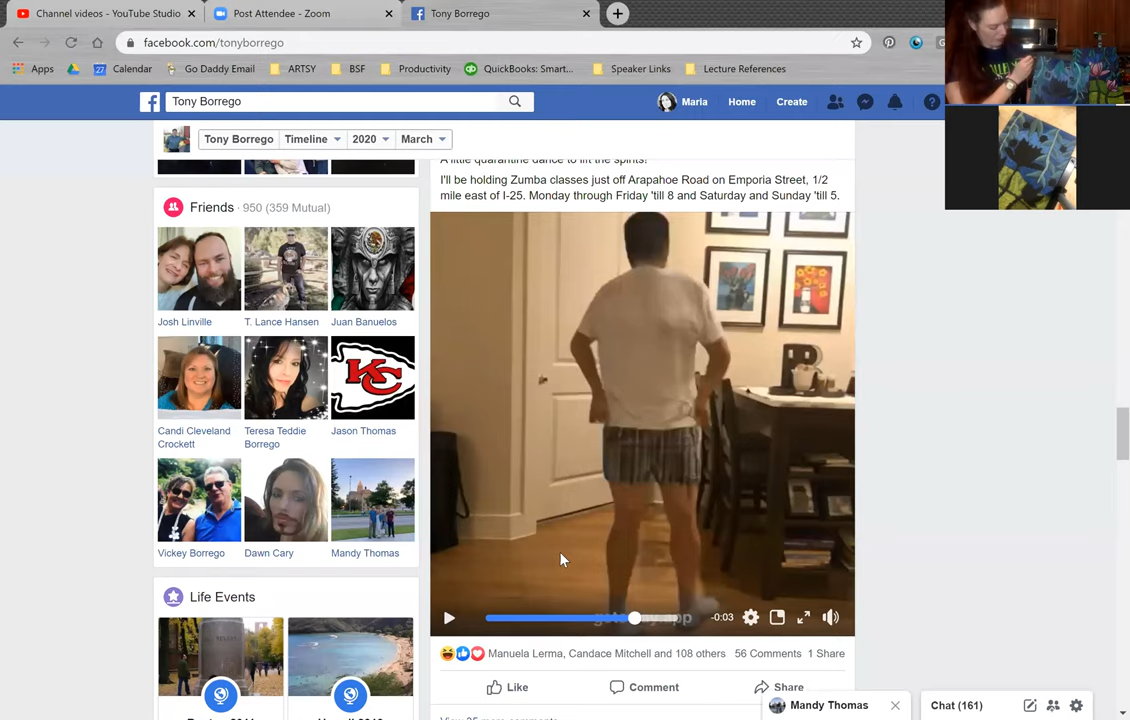 Channel videos - YouTube Studio
Post Attendee - Zoom
Tony Borrego
facebook.com/tonyborrego
Apps
Calendar
Go Daddy Email
ARTSY
BSF
Productivity
QuickBooks: Smart...
Speaker Links
Lecture References
Tony Borrego
Maria
Home
Create
Tony Borrego
Timeline
2020
March
A little quarantine dance to lift the spirits!
I'll be holding Zumba classes just off Arapahoe Road on Emporia Street, 1/2
mile east of I-25. Monday through Friday 'till 8 and Saturday and Sunday 'till 5.
Friends · 950 (359 Mutual)
Josh Linville
T. Lance Hansen
Juan Banuelos
KC
Candi Cleveland
Crockett
Teresa Teddie
Borrego
Jason Thomas
Vickey Borrego
Dawn Cary
Mandy Thomas
Life Events
-0:03
Manuela Lerma, Candace Mitchell and 108 others
56 Comments
1 Share
Like
Comment
Share
Mandy Thomas
Chat (161)